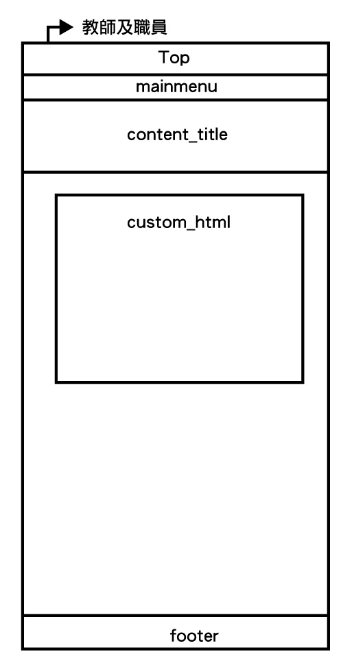 教師及職員
Top
mainmenu
content_title
custom_html
footer